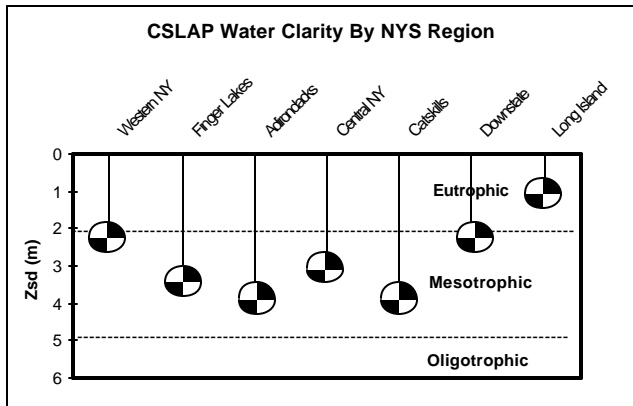 CSLAP Water Clarity By NYS Region
Western NY
Finger Lakes
Adirondacks
Central NY
Catskills
Downstate
Long Island
0
1
2
3
4
5
6
Zsd (m)
Eutrophic
Mesotrophic
Oligotrophic